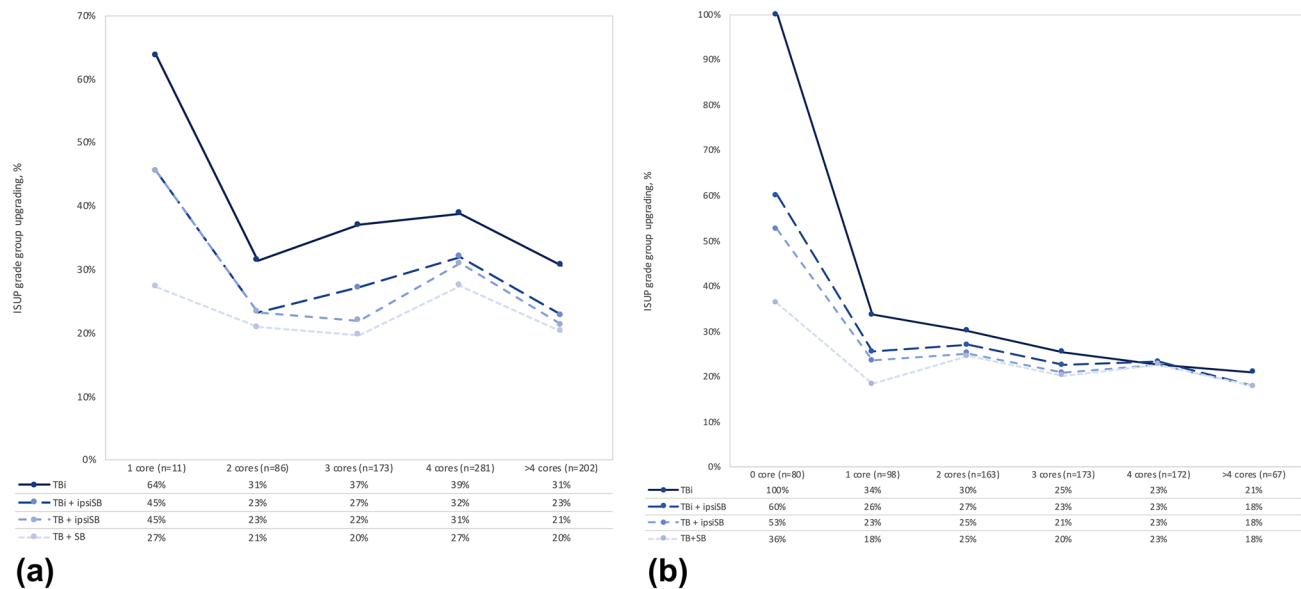 70%
60%
50%
40%
30%
20%
10%
0%
ISUP grade group upgrading, %
1 core (n=11) 2 cores (n=86) 3 cores (n=173) 4 cores (n=281) >4 cores (n=202)
TBi 64% 31% 37% 39% 31%
TBi + ipsiSB 45% 23% 27% 32% 23%
TB + ipsiSB 45% 23% 22% 31% 21%
TB + SB 27% 21% 20% 27% 20%
(a)
100%
90%
80%
70%
60%
50%
40%
30%
20%
10%
0%
ISUP grade group upgrading, %
0 core (n=80) 1 core (n=98) 2 cores (n=163) 3 cores (n=173) 4 cores (n=172) >4 cores (n=67)
TBi 100% 34% 30% 25% 23% 21%
TBi + ipsiSB 60% 26% 27% 23% 23% 18%
TB + ipsiSB 53% 23% 25% 21% 23% 18%
TB+SB 36% 18% 25% 20% 23% 18%
(b)